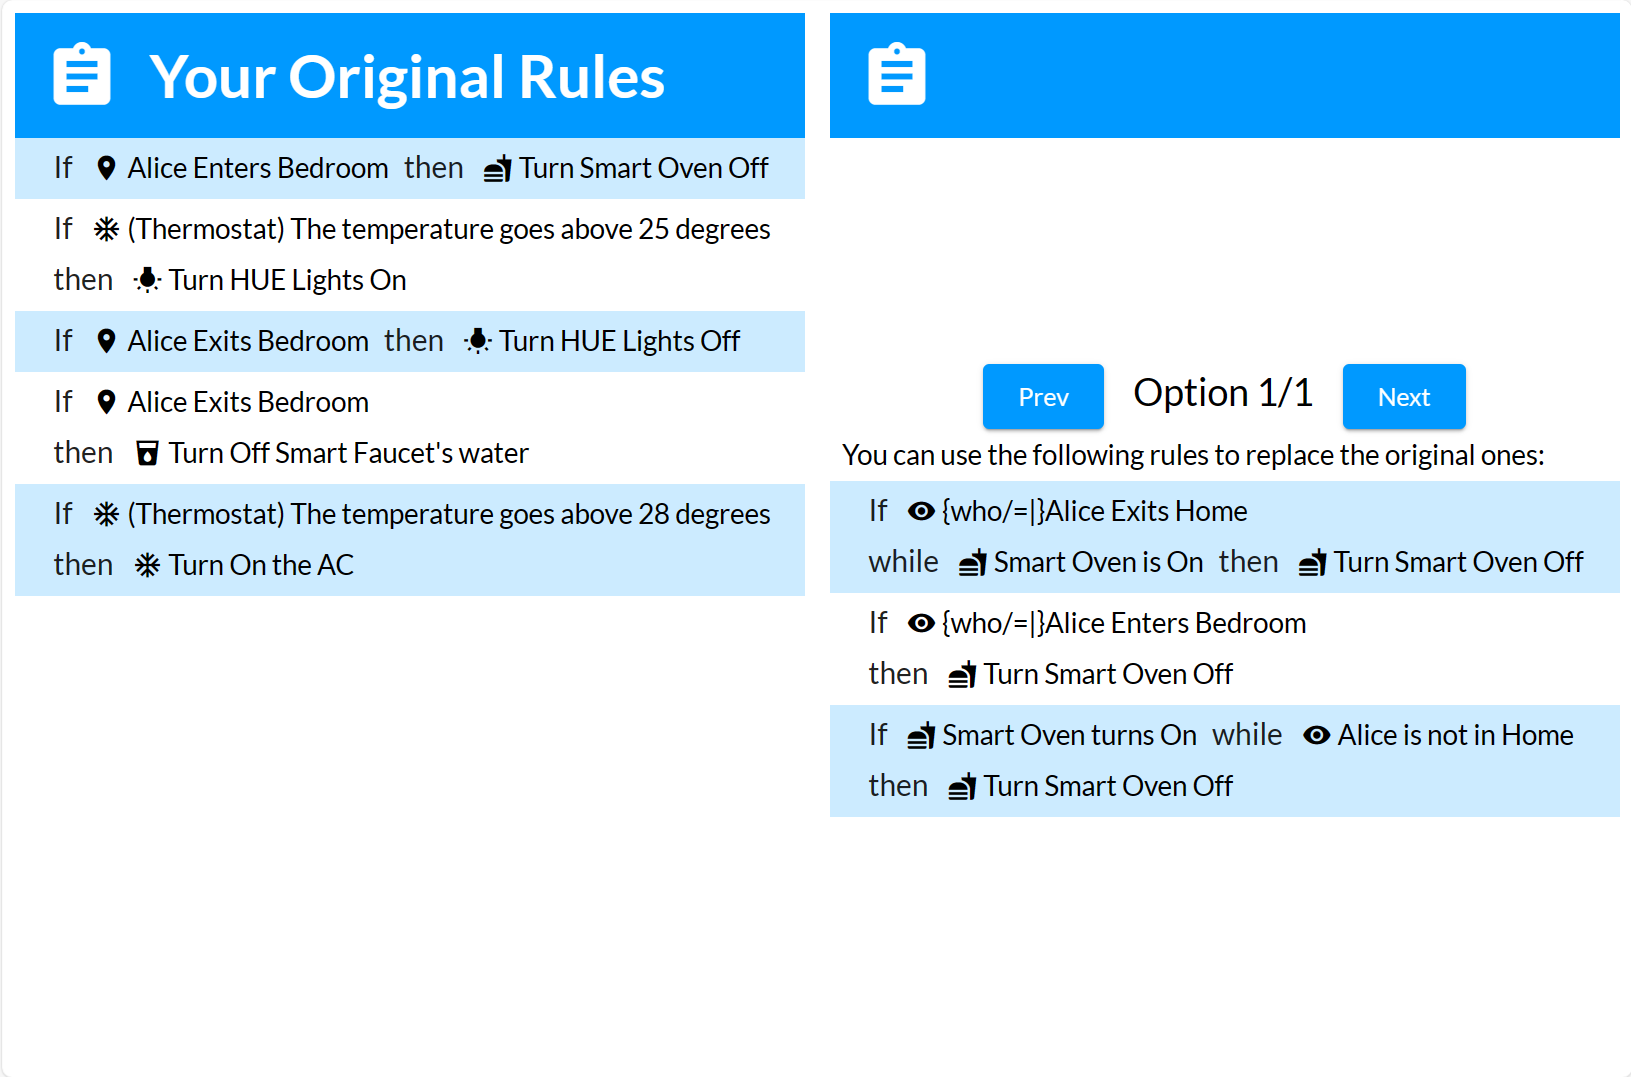 Your Original Rules
If Alice Enters Bedroom then Turn Smart Oven Off
If (Thermostat) The temperature goes above 25 degrees
then Turn HUE Lights On
If Alice Exits Bedroom then Turn HUE Lights Off
If Alice Exits Bedroom
then Turn Off Smart Faucet's water
If (Thermostat) The temperature goes above 28 degrees
then Turn On the AC
Prev Option 1/1 Next
You can use the following rules to replace the original ones:
If {who/=|}Alice Exits Home
while Smart Oven is On then Turn Smart Oven Off
If {who/=|}Alice Enters Bedroom
then Turn Smart Oven Off
If Smart Oven turns On while Alice is not in Home
then Turn Smart Oven Off